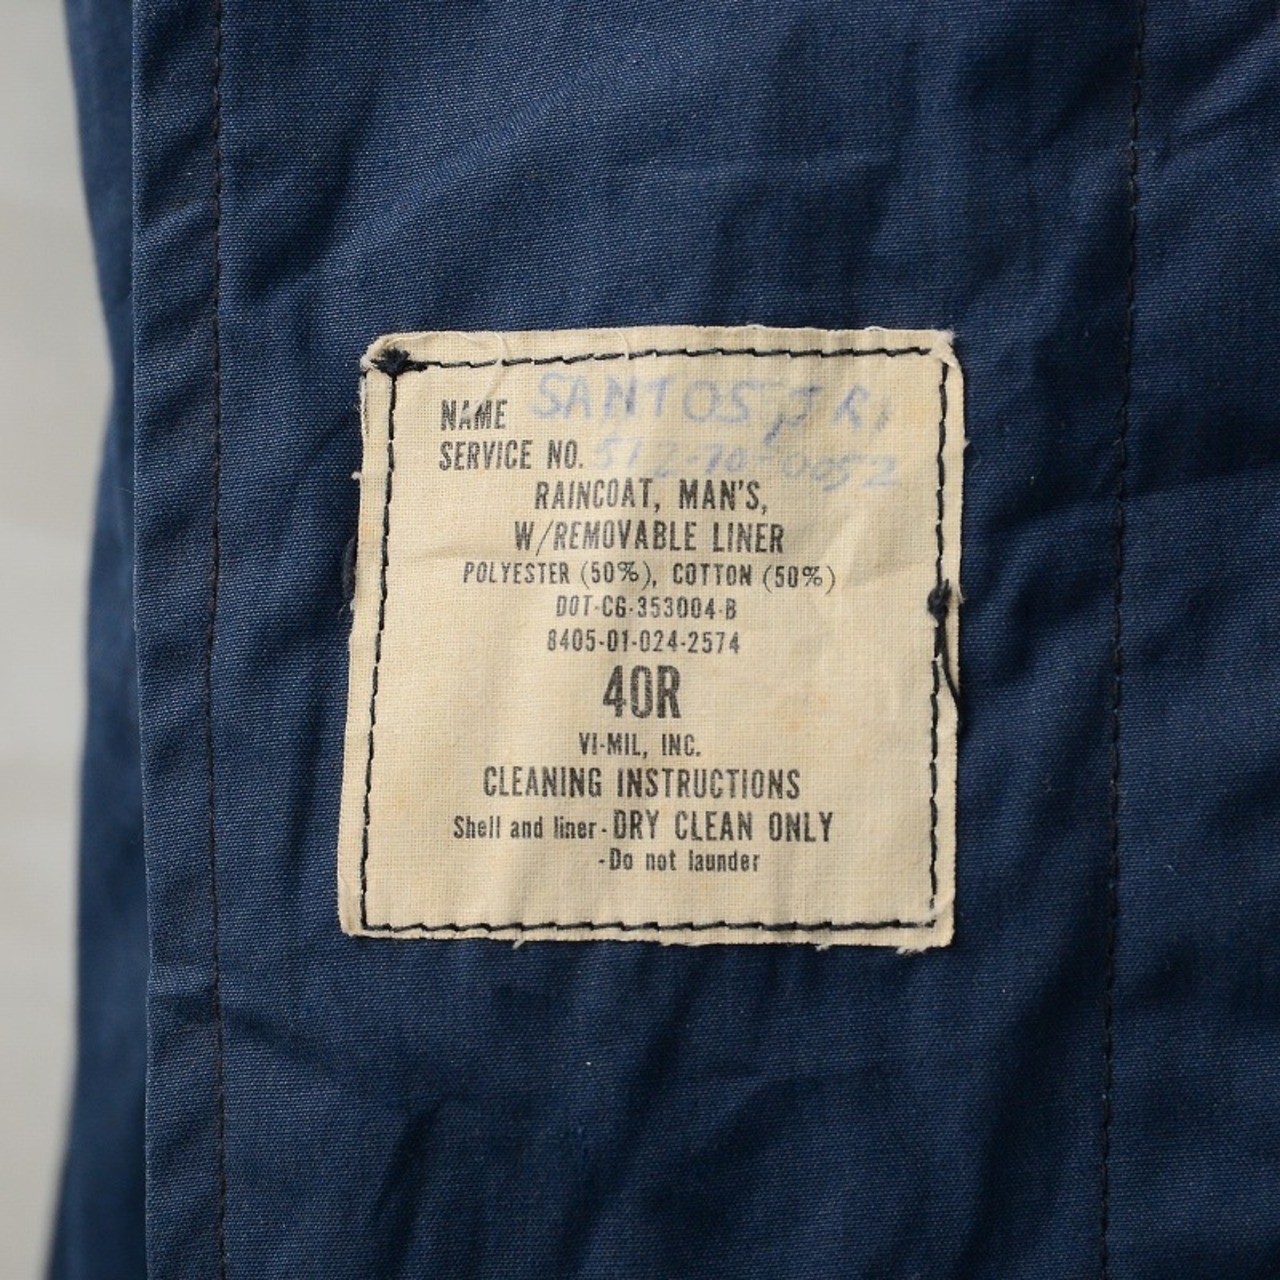 NAME SANTOS, J R,
SERVICE NO. 512-70-0052
RAINCOAT, MAN'S,
W/REMOVABLE LINER
POLYESTER (50%), COTTON (50%)
DOT-CG-353004-B
8405-01-024-2574
40R
VI-MIL, INC.
CLEANING INSTRUCTIONS
Shell and liner-DRY CLEAN ONLY
-Do not launder